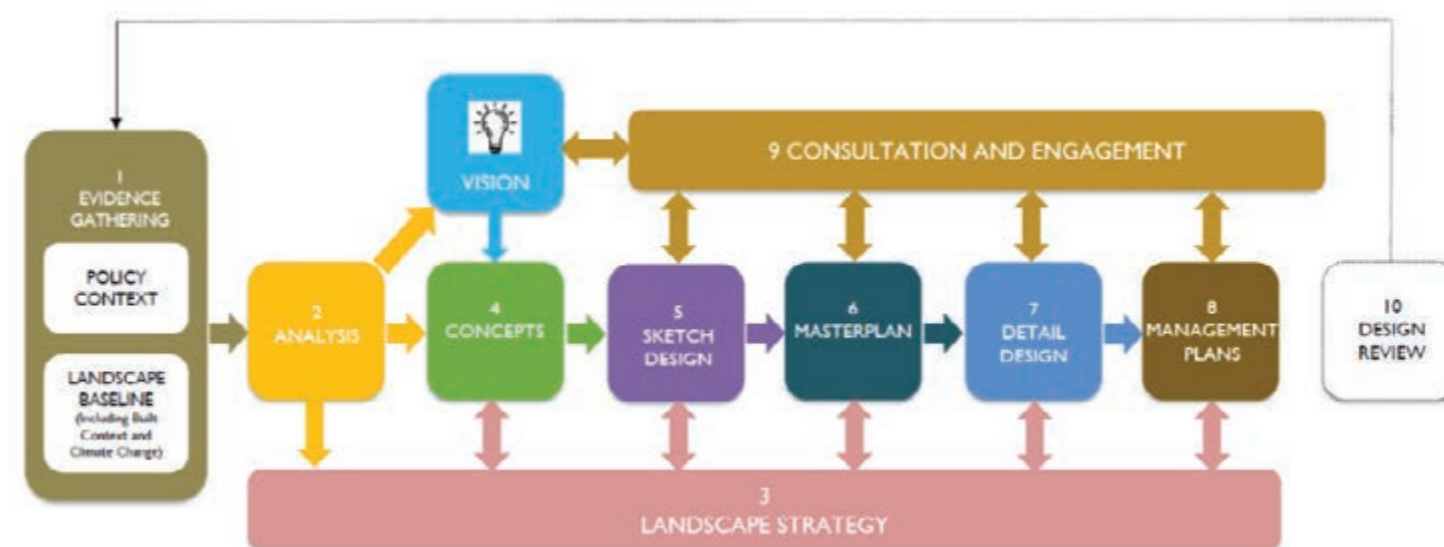 1
EVIDENCE
GATHERING
POLICY
CONTEXT
LANDSCAPE
BASELINE
(Including Built
Context and
Climate Change)
2
ANALYSIS
VISION
9 CONSULTATION AND ENGAGEMENT
4
CONCEPTS
5
SKETCH
DESIGN
6
MASTERPLAN
7
DETAIL
DESIGN
8
MANAGEMENT
PLANS
10
DESIGN
REVIEW
3
LANDSCAPE STRATEGY